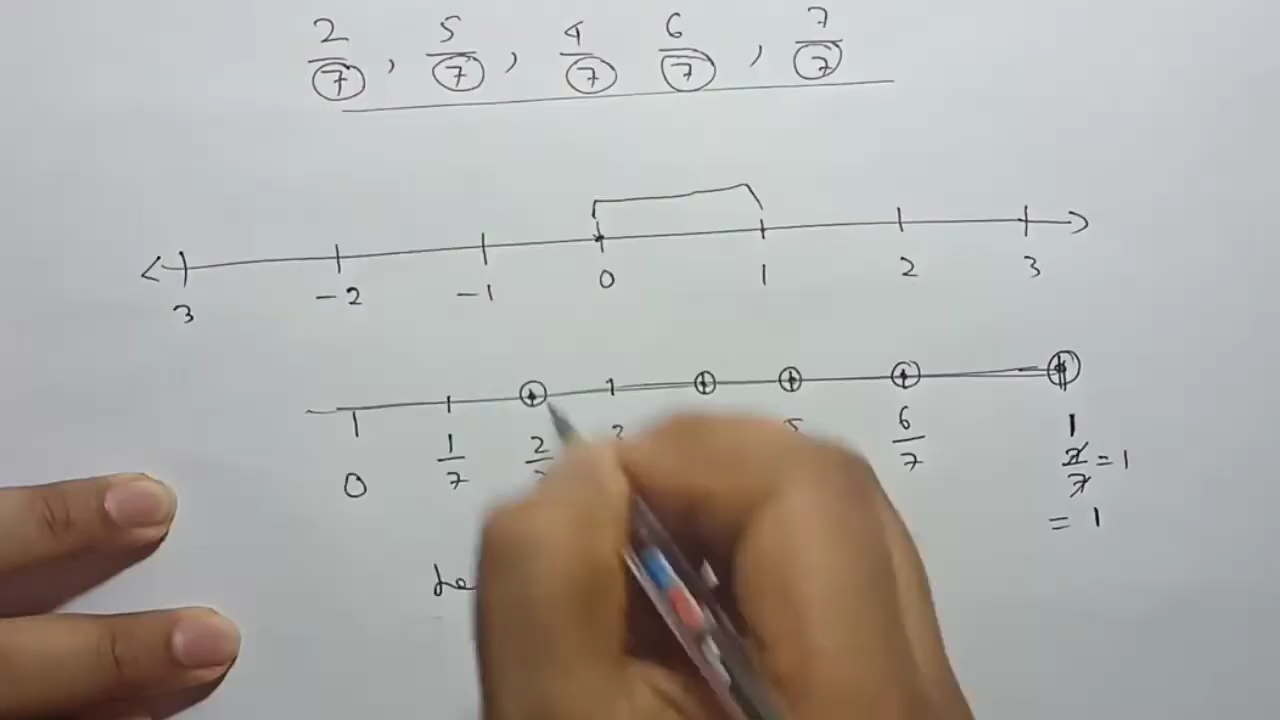 2/7 , 5/7 , 4/7 6/7 , 7/7
3 -2 -1 0 1 2 3
0 1/7 2 6/7 1
7/7 = 1
= 1